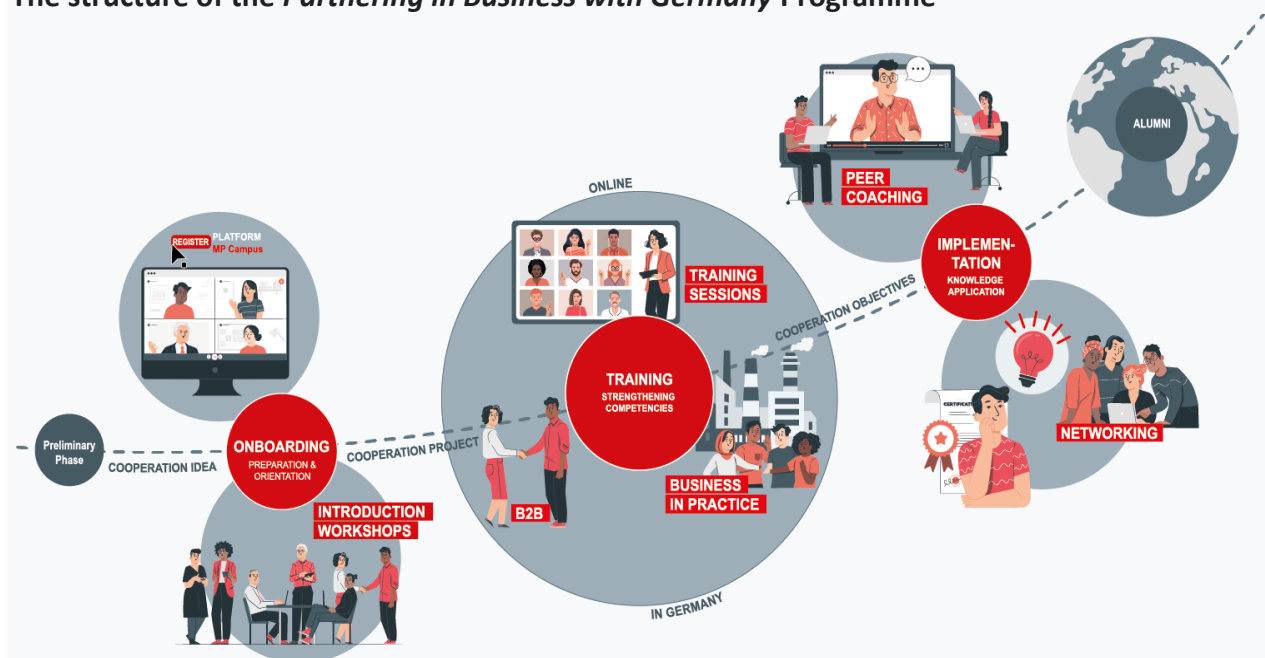 The structure of the Partnering in Business with Germany Programme
ALUMNI
PEER
COACHING
ONLINE
REGISTER PLATFORM
MP Campus
IMPLEMEN-
TATION
KNOWLEDGE
APPLICATION
TRAINING
SESSIONS
COOPERATION OBJECTIVES
TRAINING
STRENGTHENING
COMPETENCIES
CERTIFICAT
NETWORKING
Preliminary
Phase
COOPERATION IDEA
ONBOARDING
PREPARATION &
ORIENTATION
COOPERATION PROJECT
BUSINESS
IN PRACTICE
B2B
INTRODUCTION
WORKSHOPS
IN GERMANY